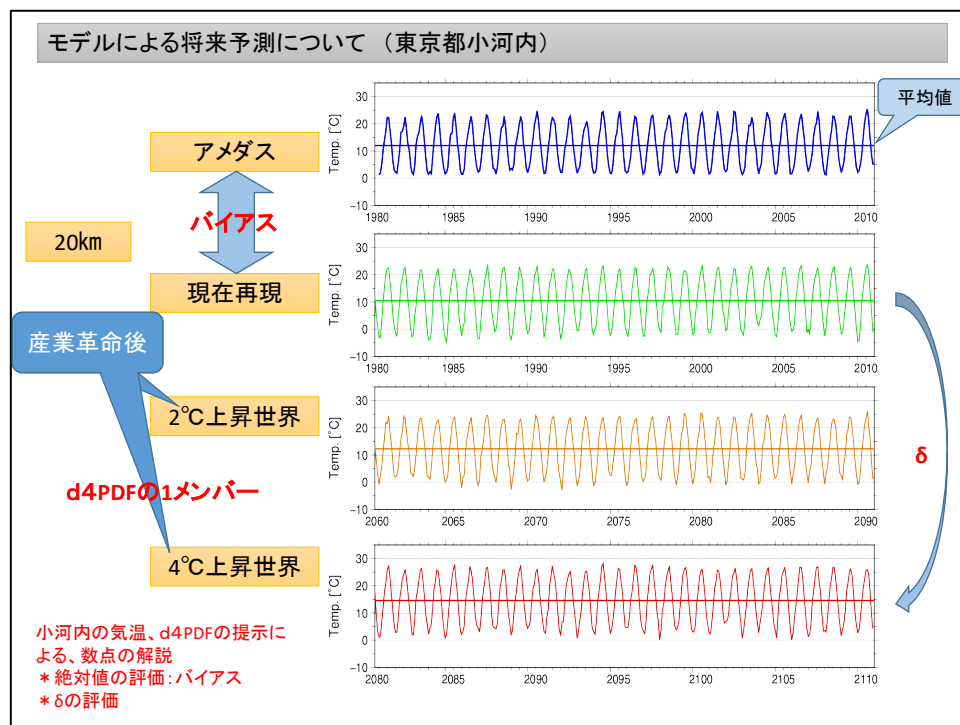 モデルによる将来予測について （東京都小河内）
平均値
アメダス
バイアス
20km
現在再現
産業革命後
2℃上昇世界
d4PDFの1メンバー
4℃上昇世界
小河内の気温、d4PDFの提示に
よる、数点の解説
＊絶対値の評価：バイアス
＊δの評価
Temp. [°C]
30
20
10
0
−10
1980 1985 1990 1995 2000 2005 2010
Temp. [°C]
30
20
10
0
−10
1980 1985 1990 1995 2000 2005 2010
Temp. [°C]
30
20
10
0
−10
2060 2065 2070 2075 2080 2085 2090
Temp. [°C]
30
20
10
0
−10
2080 2085 2090 2095 2100 2105 2110
δ